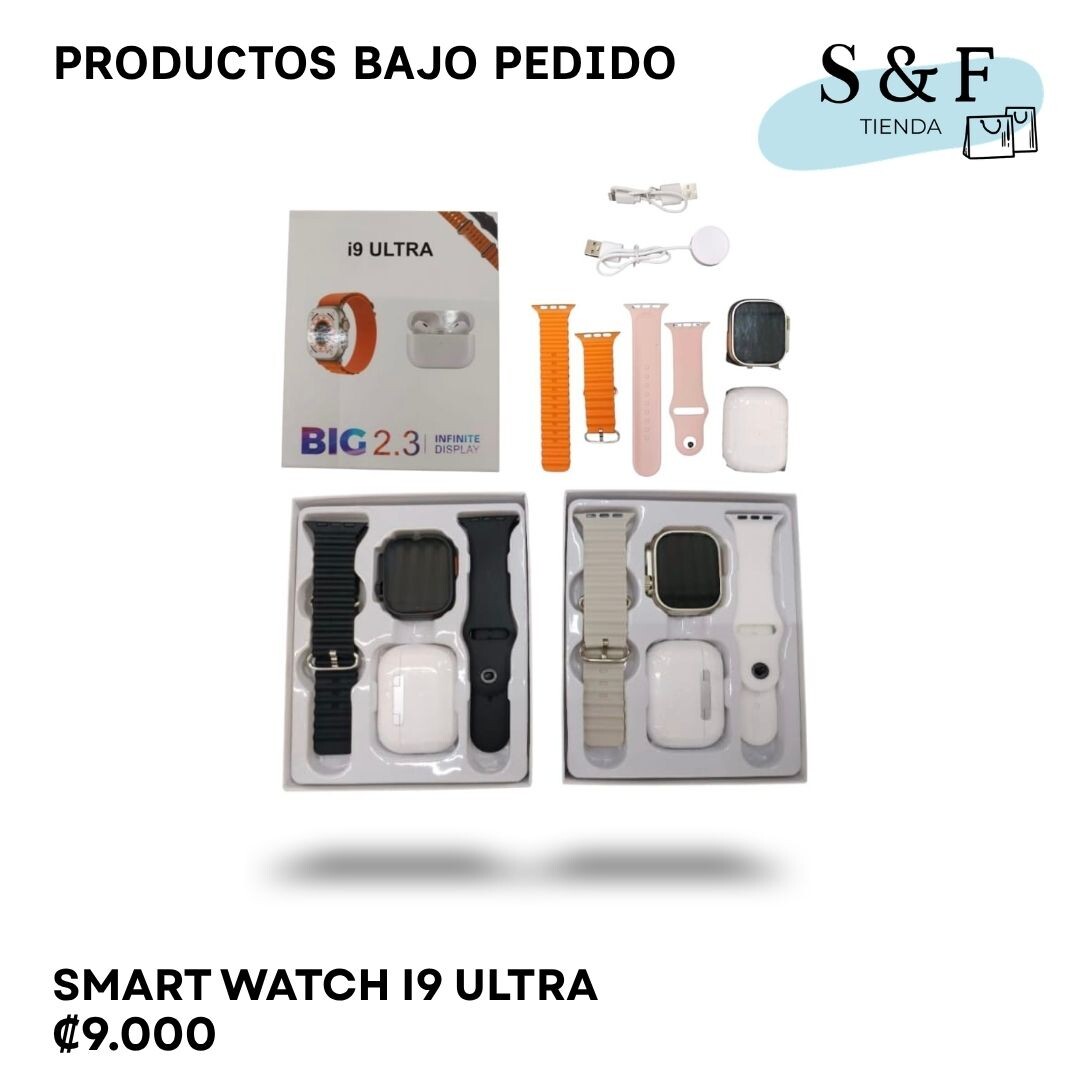 PRODUCTOS BAJO PEDIDO
S & F
TIENDA
i9 ULTRA
BIG 2.3
INFINITE
DISPLAY
SMART WATCH I9 ULTRA
₡9.000